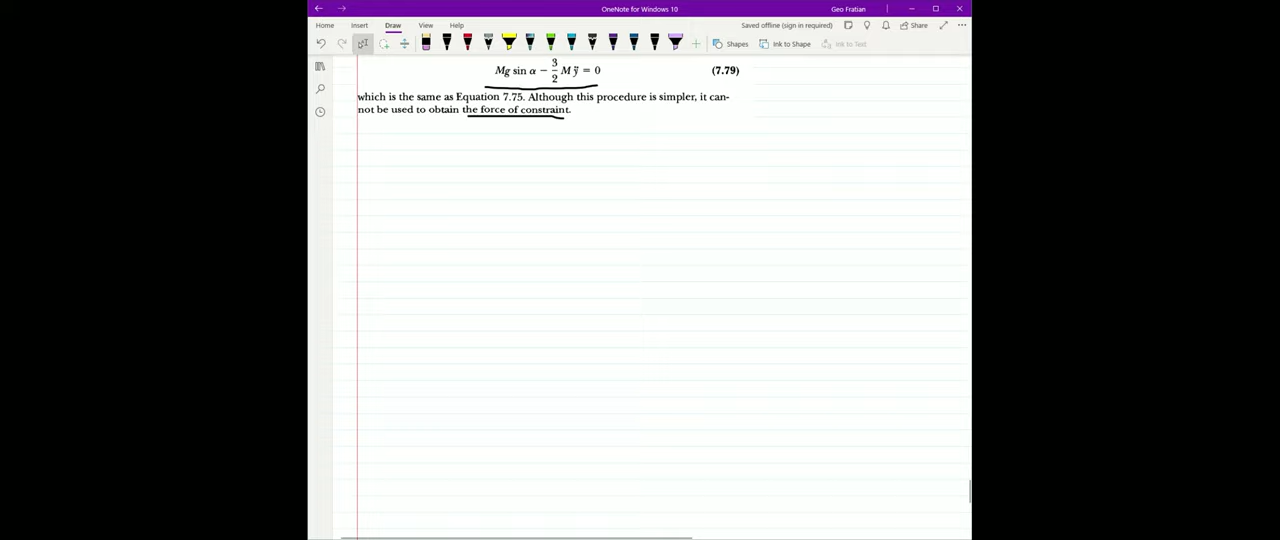 OneNote for Windows 10
Geo Fratian
Home Insert Draw View Help
Saved offline (sign in required) Share
Shapes Ink to Shape Ink to Text
Mg sin α − 3/2 M ÿ = 0 (7.79)
which is the same as Equation 7.75. Although this procedure is simpler, it can-
not be used to obtain the force of constraint.